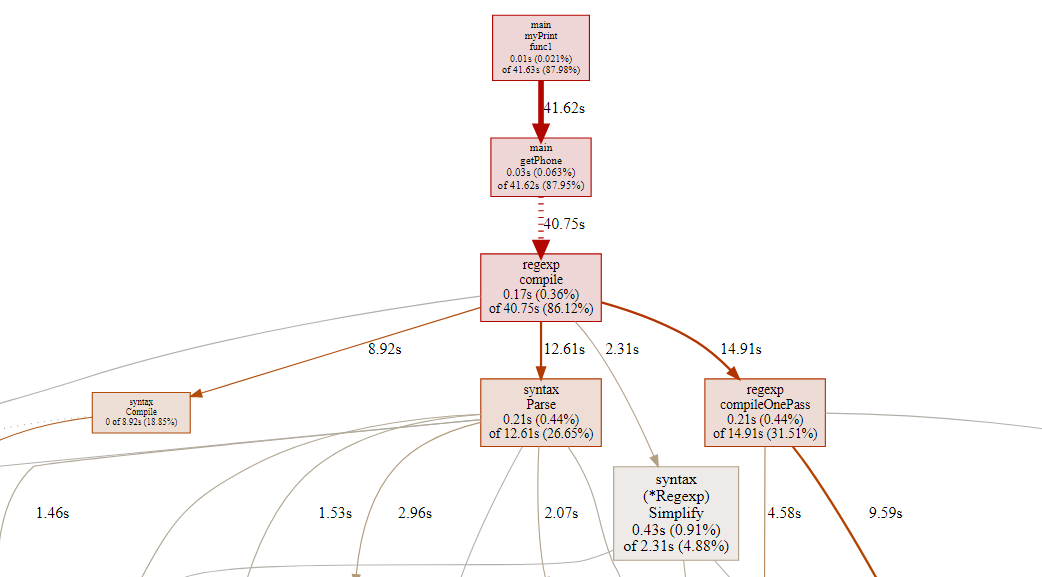 main
myPrint
func1
0.01s (0.021%)
of 41.63s (87.98%)
41.62s
main
getPhone
0.03s (0.063%)
of 41.62s (87.95%)
40.75s
regexp
compile
0.17s (0.36%)
of 40.75s (86.12%)
8.92s
12.61s
2.31s
14.91s
syntax
Compile
0 of 8.92s (18.85%)
syntax
Parse
0.21s (0.44%)
of 12.61s (26.65%)
regexp
compileOnePass
0.21s (0.44%)
of 14.91s (31.51%)
syntax
(*Regexp)
Simplify
0.43s (0.91%)
of 2.31s (4.88%)
1.46s
1.53s
2.96s
2.07s
4.58s
9.59s